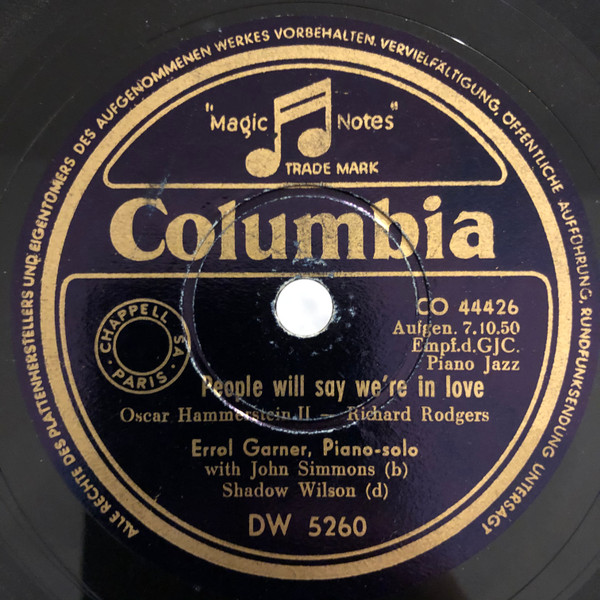 ALLE RECHTE DES PLATTENHERSTELLERS UND EIGENTÜMERS DES AUFGENOMMENEN WERKES VORBEHALTEN. VERVIELFÄLTIGUNG, ÖFFENTLICHE AUFFÜHRUNG, RUNDFUNKSENDUNG UNTERSAGT
"Magic Notes"
TRADE MARK
Columbia
CHAPPELL SA
PARIS
CO 44426
Aufgen. 7.10.50
Empf.d.GJC.
Piano Jazz
People will say we're in love
Oscar Hammerstein II — Richard Rodgers
Errol Garner, Piano-solo
with John Simmons (b)
Shadow Wilson (d)
DW 5260